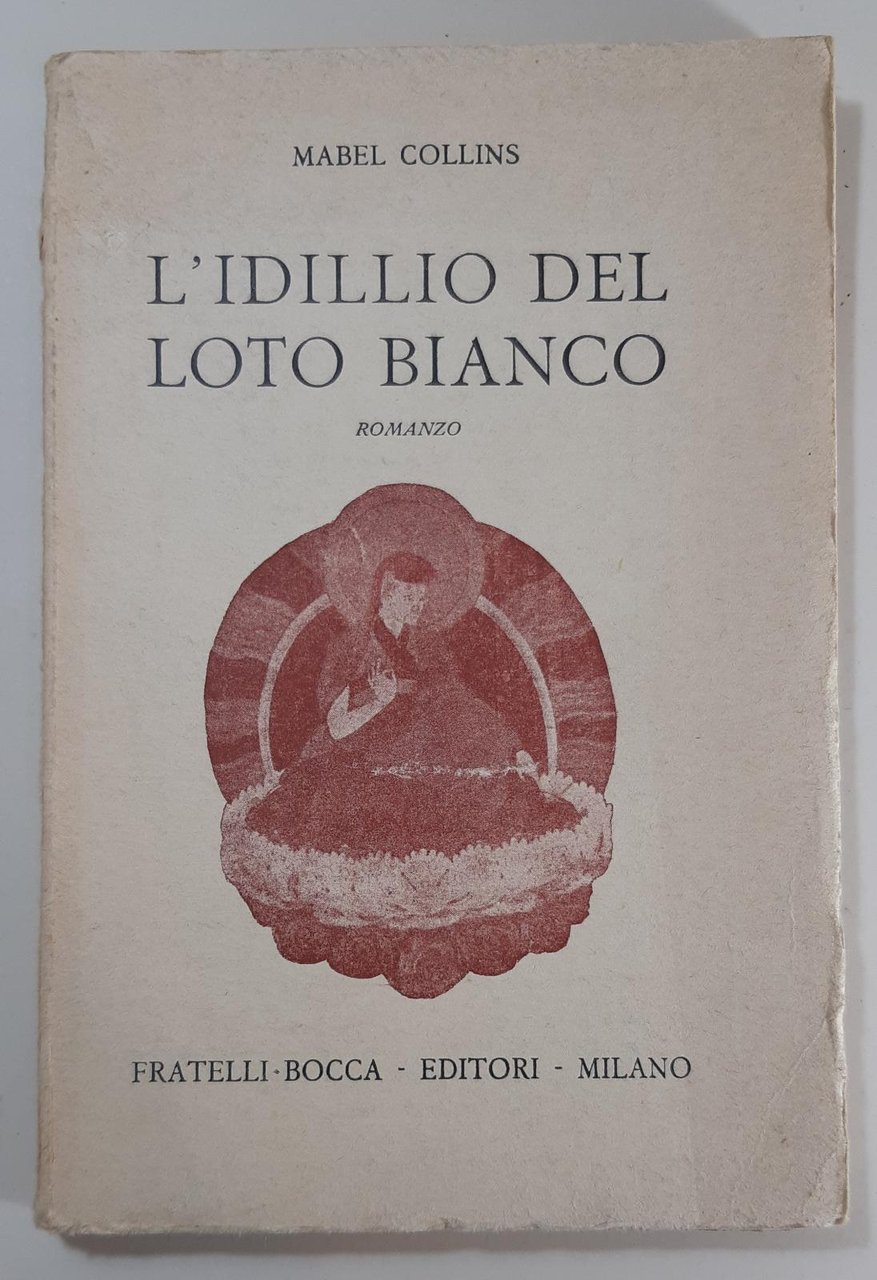 MABEL COLLINS
L'IDILLIO DEL
LOTO BIANCO
ROMANZO
FRATELLI-BOCCA - EDITORI - MILANO